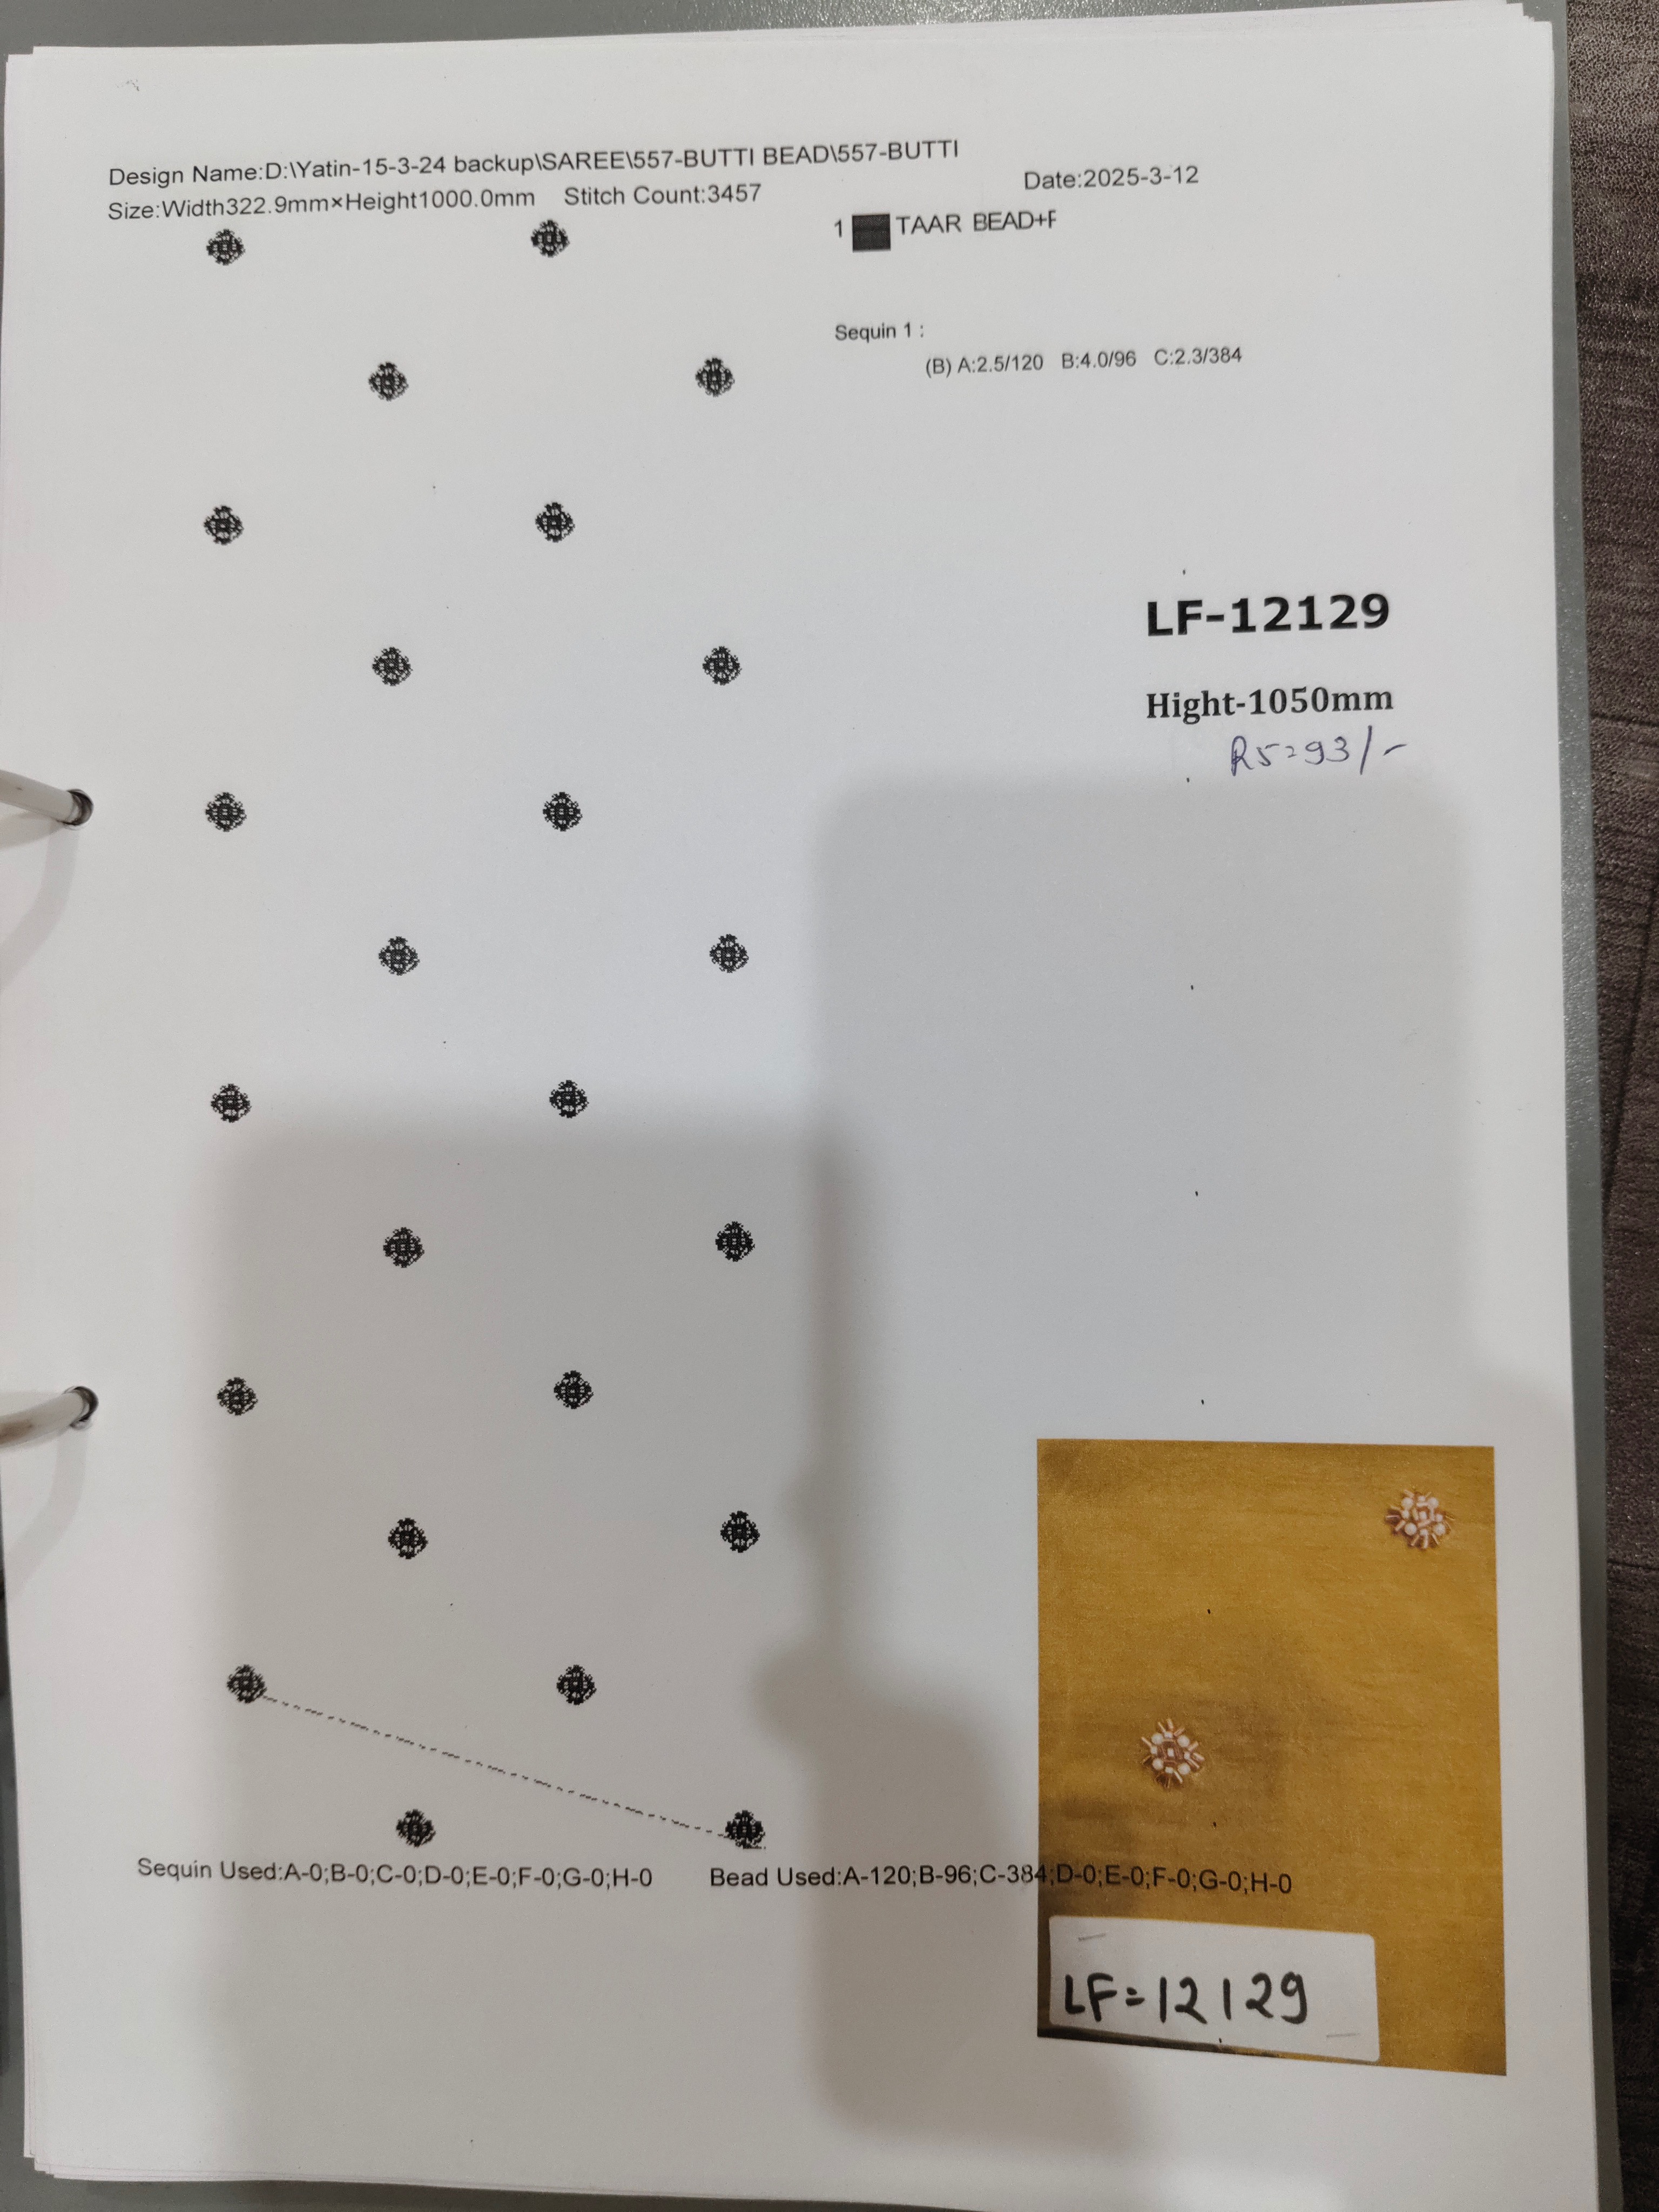 Design Name:D:\Yatin-15-3-24 backup\SAREE\557-BUTTI BEAD\557-BUTTI
Size:Width322.9mm×Height1000.0mm Stitch Count:3457
Date:2025-3-12
1 TAAR BEAD+F
Sequin 1 :
(B) A:2.5/120 B:4.0/96 C:2.3/384
LF-12129
Hight-1050mm
RS=93/-
Sequin Used:A-0;B-0;C-0;D-0;E-0;F-0;G-0;H-0 Bead Used:A-120;B-96;C-384;D-0;E-0;F-0;G-0;H-0
LF=12129